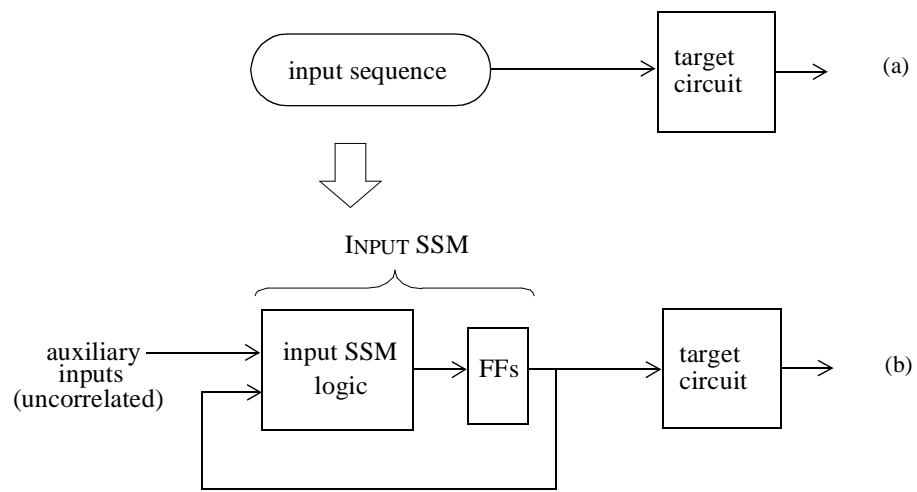 input sequence
target
circuit
(a)
INPUT SSM
auxiliary
inputs
(uncorrelated)
input SSM
logic
FFs
target
circuit
(b)